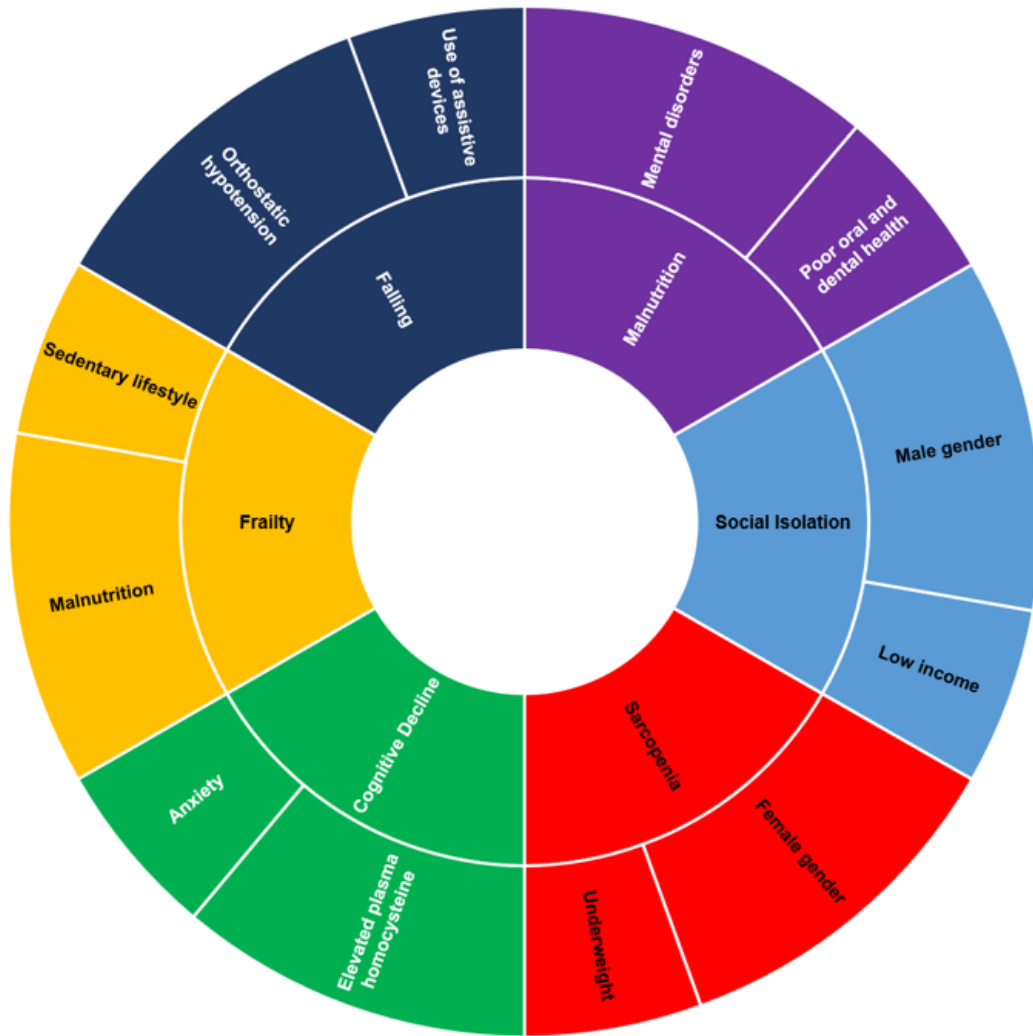 Mental disorders
Poor oral and
dental health
Malnutrition
Male gender
Low income
Social Isolation
Female gender
Underweight
Sarcopenia
Elevated plasma
homocysteine
Anxiety
Cognitive Decline
Malnutrition
Sedentary lifestyle
Frailty
Orthostatic
hypotension
Use of assistive
devices
Falling